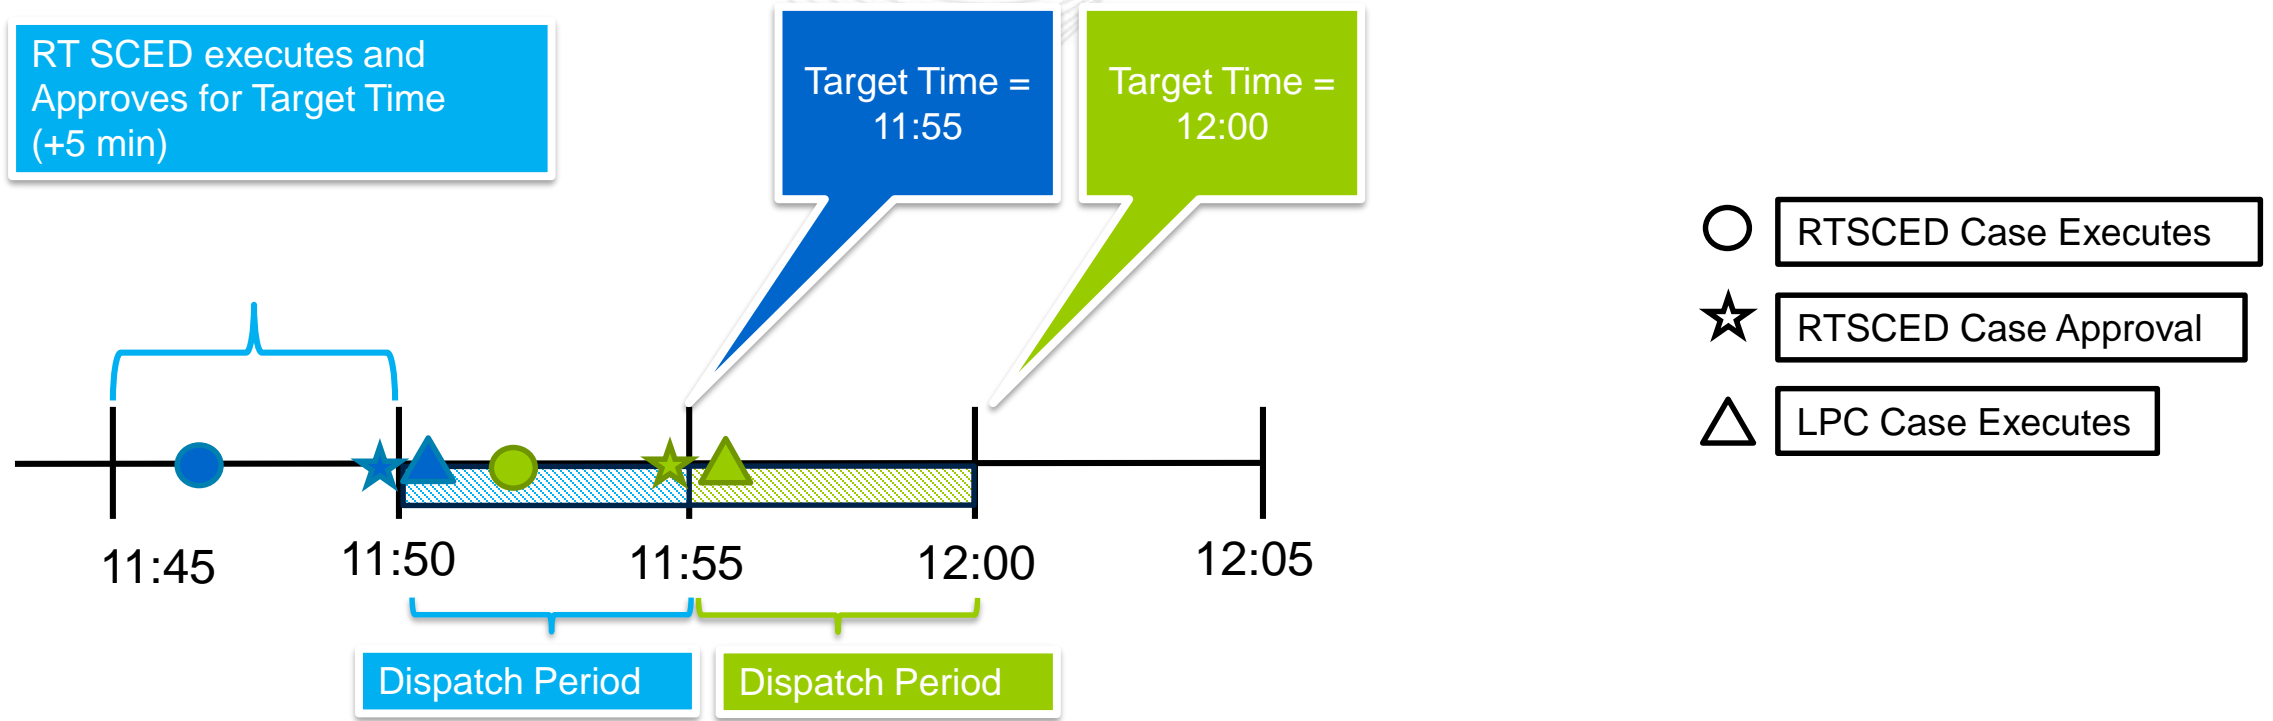 RT SCED executes and
Approves for Target Time
(+5 min)
Target Time =
11:55
Target Time =
12:00
RTSCED Case Executes
RTSCED Case Approval
LPC Case Executes
11:45
11:50
11:55
12:00
12:05
Dispatch Period
Dispatch Period